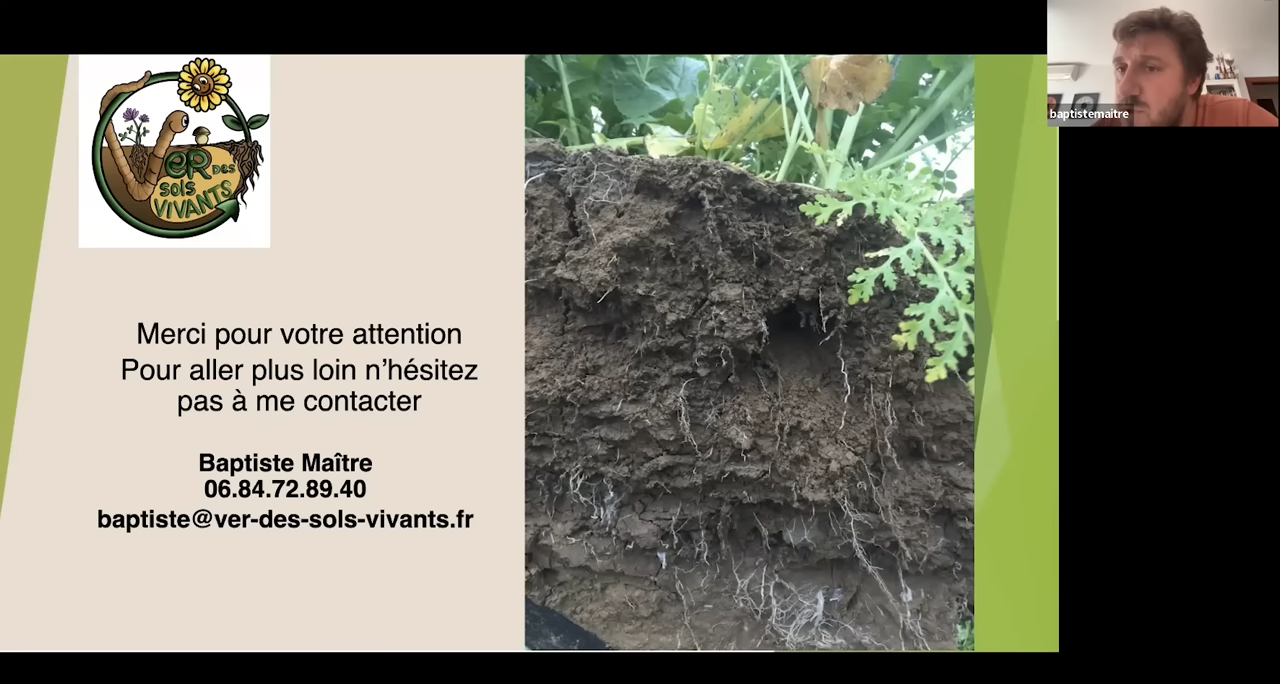 VER DES
SOLS
VIVANTS
Merci pour votre attention
Pour aller plus loin n'hésitez
pas à me contacter
Baptiste Maître
06.84.72.89.40
baptiste@ver-des-sols-vivants.fr
baptistemaitre